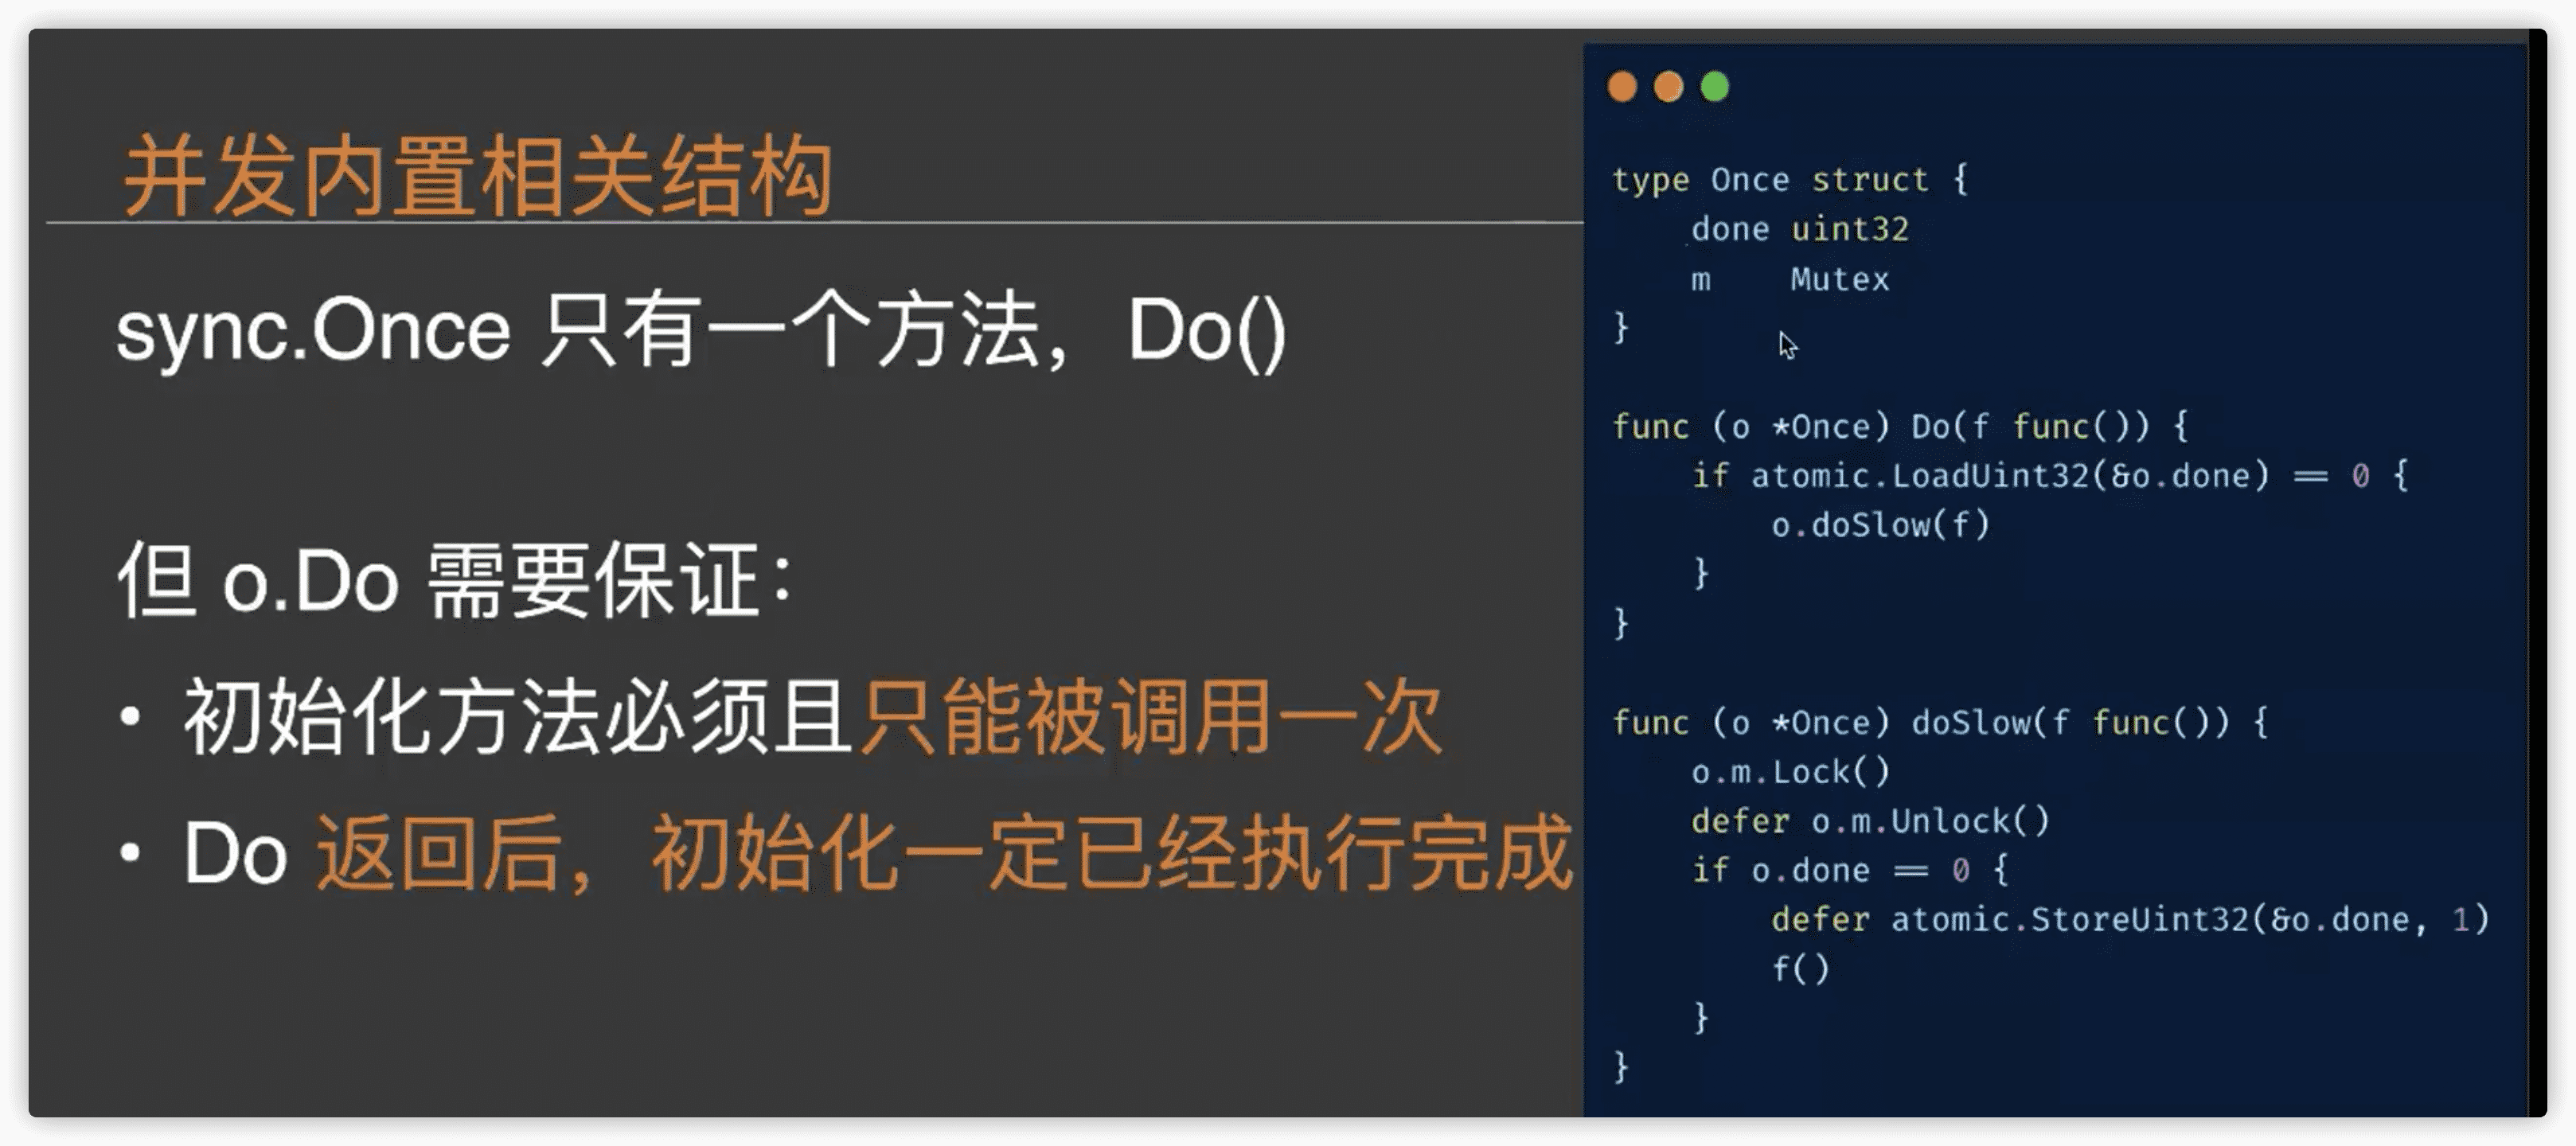 并发内置相关结构
sync.Once 只有一个方法，Do()
但 o.Do 需要保证：
• 初始化方法必须且只能被调用一次
• Do 返回后，初始化一定已经执行完成
type Once struct {
    done uint32
    m    Mutex
}
func (o *Once) Do(f func()) {
    if atomic.LoadUint32(&o.done) == 0 {
        o.doSlow(f)
    }
}
func (o *Once) doSlow(f func()) {
    o.m.Lock()
    defer o.m.Unlock()
    if o.done == 0 {
        defer atomic.StoreUint32(&o.done, 1)
        f()
    }
}